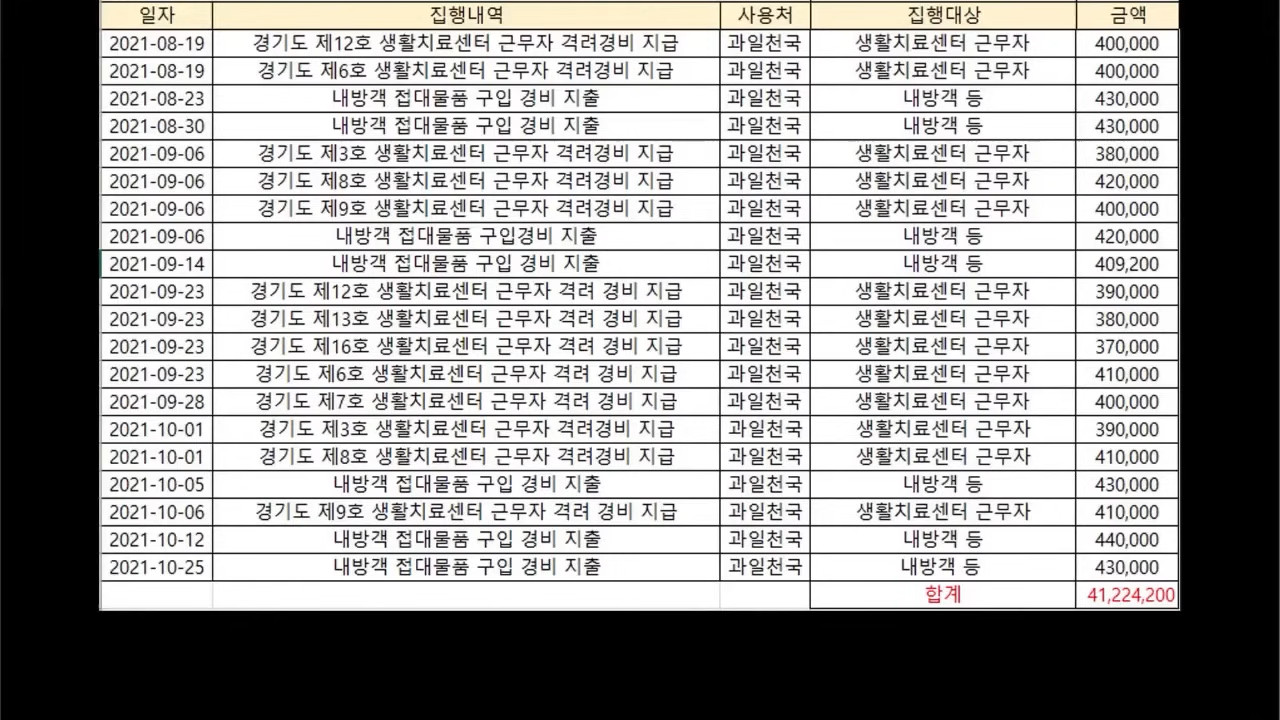 일자 집행내역 사용처 집행대상 금액
2021-08-19 경기도 제12호 생활치료센터 근무자 격려경비 지급 과일천국 생활치료센터 근무자 400,000
2021-08-19 경기도 제6호 생활치료센터 근무자 격려경비 지급 과일천국 생활치료센터 근무자 400,000
2021-08-23 내방객 접대물품 구입 경비 지출 과일천국 내방객 등 430,000
2021-08-30 내방객 접대물품 구입 경비 지출 과일천국 내방객 등 430,000
2021-09-06 경기도 제3호 생활치료센터 근무자 격려경비 지급 과일천국 생활치료센터 근무자 380,000
2021-09-06 경기도 제8호 생활치료센터 근무자 격려경비 지급 과일천국 생활치료센터 근무자 420,000
2021-09-06 경기도 제9호 생활치료센터 근무자 격려경비 지급 과일천국 생활치료센터 근무자 400,000
2021-09-06 내방객 접대물품 구입경비 지출 과일천국 내방객 등 420,000
2021-09-14 내방객 접대물품 구입 경비 지출 과일천국 내방객 등 409,200
2021-09-23 경기도 제12호 생활치료센터 근무자 격려 경비 지급 과일천국 생활치료센터 근무자 390,000
2021-09-23 경기도 제13호 생활치료센터 근무자 격려 경비 지급 과일천국 생활치료센터 근무자 380,000
2021-09-23 경기도 제16호 생활치료센터 근무자 격려 경비 지급 과일천국 생활치료센터 근무자 370,000
2021-09-23 경기도 제6호 생활치료센터 근무자 격려 경비 지급 과일천국 생활치료센터 근무자 410,000
2021-09-28 경기도 제7호 생활치료센터 근무자 격려 경비 지급 과일천국 생활치료센터 근무자 400,000
2021-10-01 경기도 제3호 생활치료센터 근무자 격려경비 지급 과일천국 생활치료센터 근무자 390,000
2021-10-01 경기도 제8호 생활치료센터 근무자 격려경비 지급 과일천국 생활치료센터 근무자 410,000
2021-10-05 내방객 접대물품 구입 경비 지출 과일천국 내방객 등 430,000
2021-10-06 경기도 제9호 생활치료센터 근무자 격려 경비 지급 과일천국 생활치료센터 근무자 410,000
2021-10-12 내방객 접대물품 구입 경비 지출 과일천국 내방객 등 440,000
2021-10-25 내방객 접대물품 구입 경비 지출 과일천국 내방객 등 430,000
합계 41,224,200